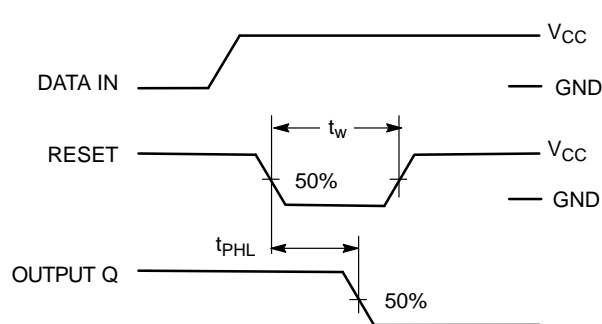 V_CC
DATA IN
GND
t_w
RESET
V_CC
50%
GND
t_PHL
OUTPUT Q
50%